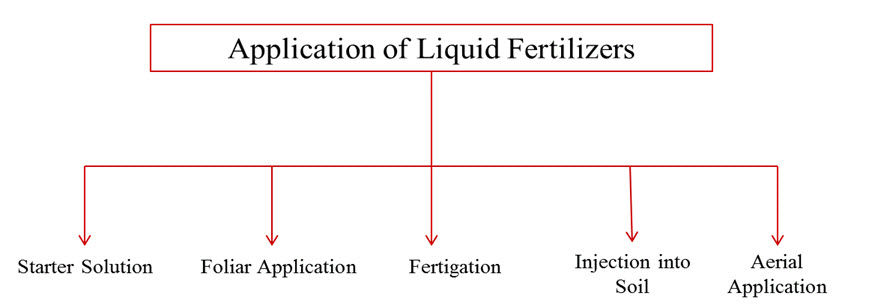 Application of Liquid Fertilizers
Starter Solution
Foliar Application
Fertigation
Injection into
Soil
Aerial
Application